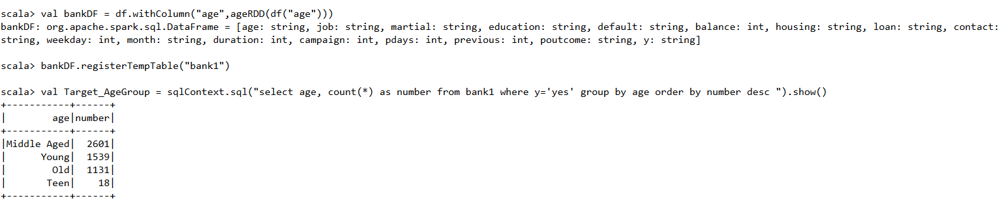 scala> val bankDF = df.withColumn("age",ageRDD(df("age")))
bankDF: org.apache.spark.sql.DataFrame = [age: string, job: string, martial: string, education: string, default: string, balance: int, housing: string, loan: string, contact:
string, weekday: int, month: string, duration: int, campaign: int, pdays: int, previous: int, poutcome: string, y: string]
scala> bankDF.registerTempTable("bank1")
scala> val Target_AgeGroup = sqlContext.sql("select age, count(*) as number from bank1 where y='yes' group by age order by number desc ").show()
+-----------+------+
|        age|number|
+-----------+------+
|Middle Aged|  2601|
|      Young|  1539|
|        Old|  1131|
|       Teen|    18|
+-----------+------+